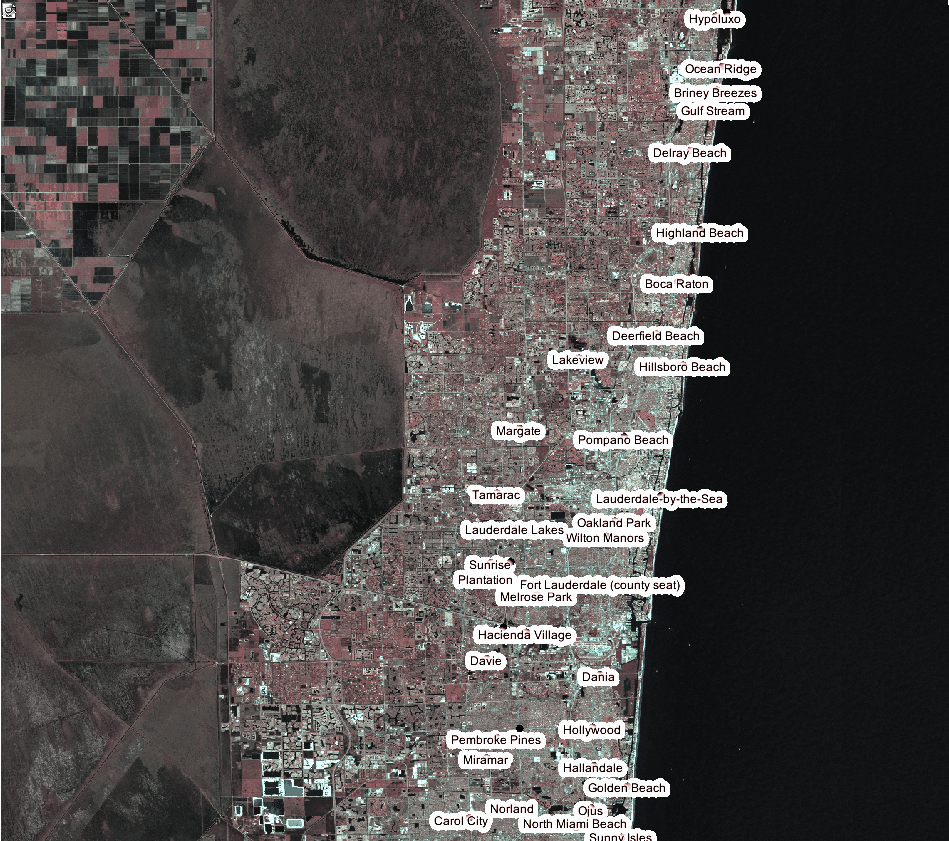 Hypoluxo
Ocean Ridge
Briney Breezes
Gulf Stream
Delray Beach
Highland Beach
Boca Raton
Deerfield Beach
Lakeview
Hillsboro Beach
Margate
Pompano Beach
Tamarac
Lauderdale-by-the-Sea
Oakland Park
Lauderdale Lakes
Wilton Manors
Sunrise
Plantation
Fort Lauderdale (county seat)
Melrose Park
Hacienda Village
Davie
Dania
Hollywood
Pembroke Pines
Miramar
Hallandale
Golden Beach
Norland
Ojus
Carol City
North Miami Beach
Sunny Isles